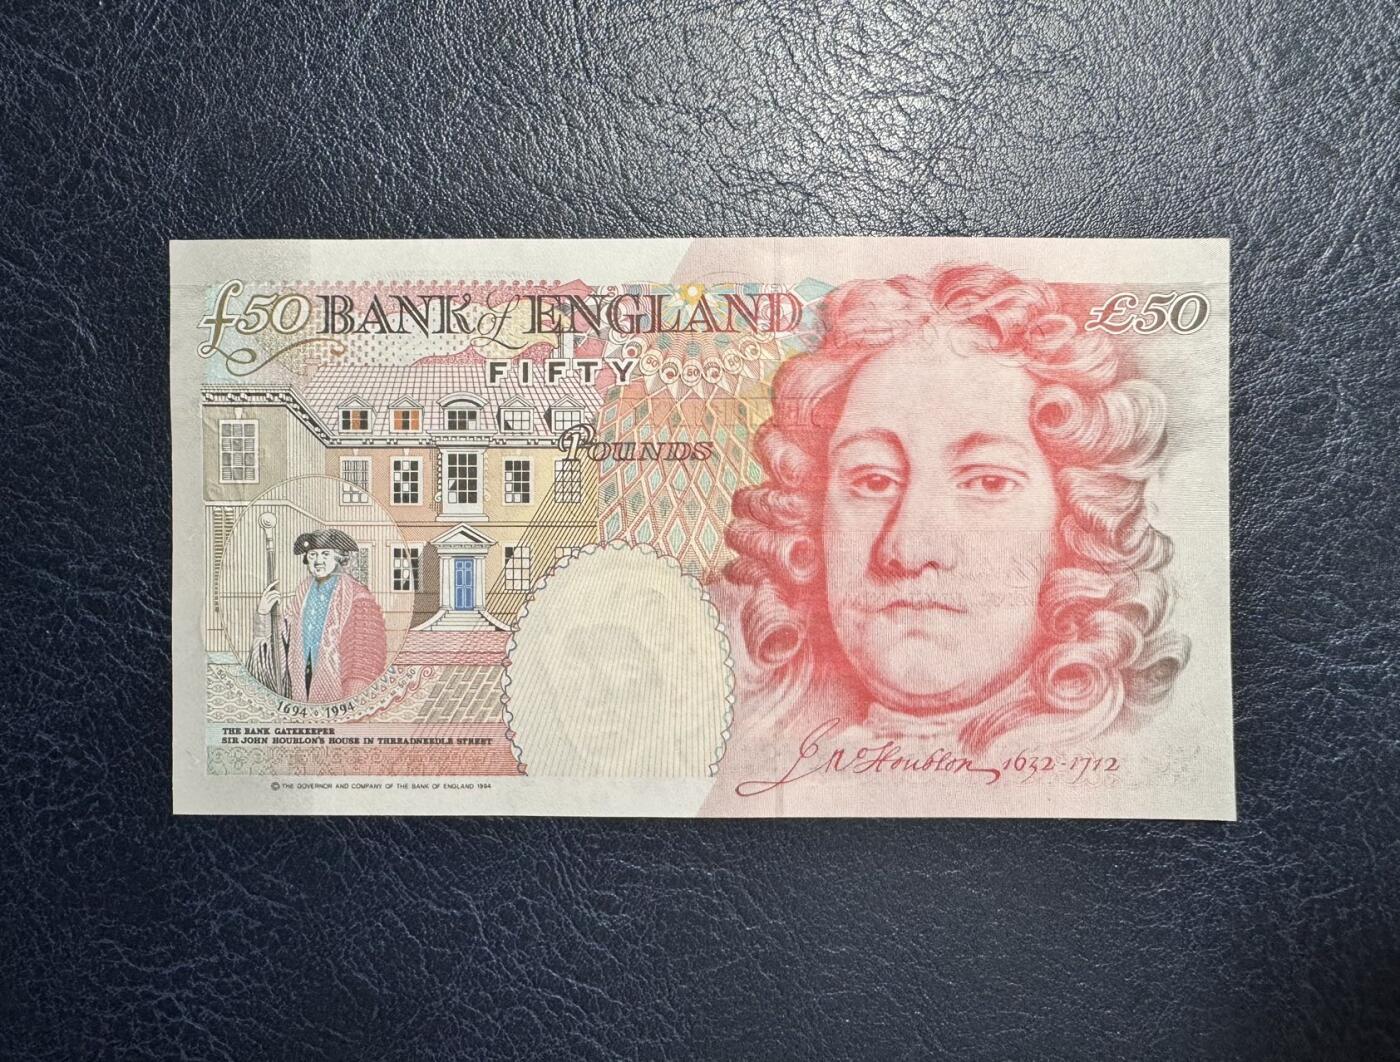 £50 BANK of ENGLAND £50
FIFTY
POUNDS
1694 ◦ 1994
THE BANK GATEKEEPER
SIR JOHN HOUBLON'S HOUSE IN THREADNEEDLE STREET
Jn° Houblon 1632-1712
© THE GOVERNOR AND COMPANY OF THE BANK OF ENGLAND 1994